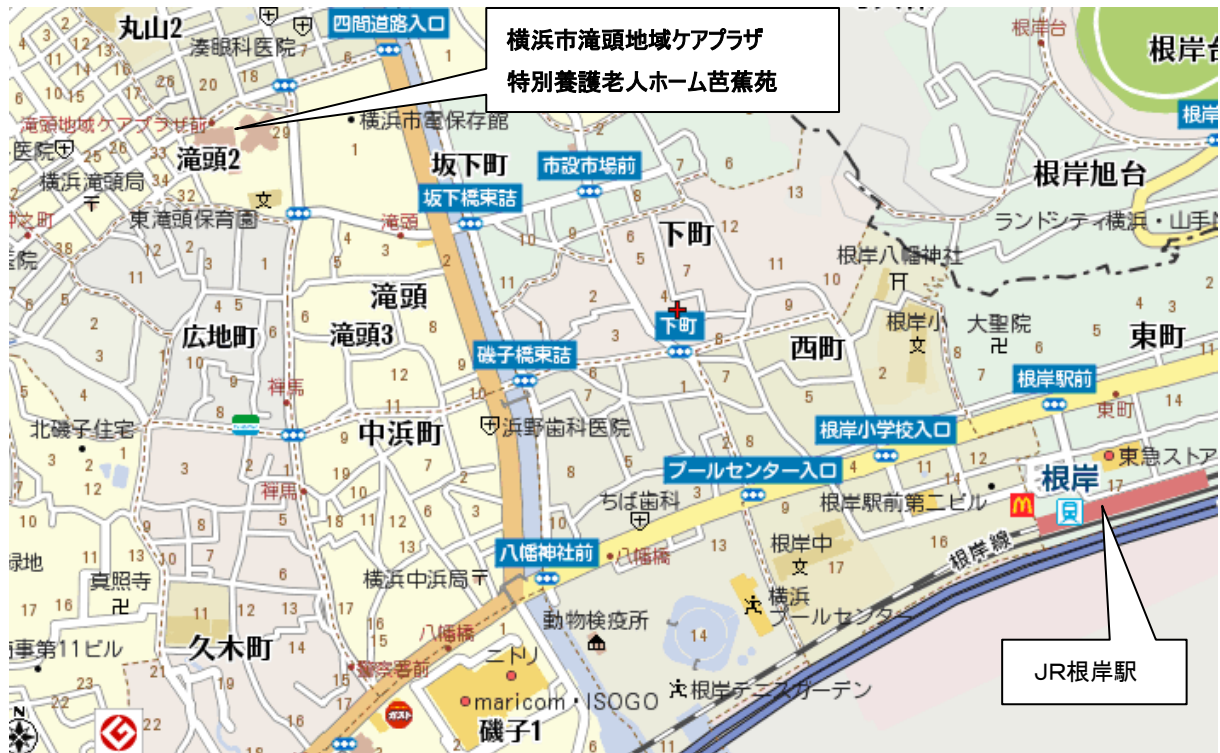 丸山2
四間道路入口
湊眼科医院
横浜市滝頭地域ケアプラザ
特別養護老人ホーム芭蕉苑
根岸台
根岸台
滝頭地域ケアプラザ前
横浜市電保存館
医院
滝頭2
横浜滝頭局
坂下町
市設市場前
根岸旭台
坂下橋東詰
東滝頭保育園
滝頭
下町
ランドシティ横浜・山手
根岸八幡神社
滝頭
広地町
滝頭3
下町
西町
根岸小
大聖院
東町
磯子橋東詰
根岸駅前
禅馬
東町
北磯子住宅
中浜町
浜野歯科医院
根岸小学校入口
東急ストア
プールセンター入口
根岸
禅馬
ちば歯科
根岸駅前第二ビル
八幡神社前
八幡橋
根岸中
根岸線
緑地
真照寺
横浜中浜局
動物検疫所
横浜
プールセンター
久木町
八幡橋
商事第11ビル
警察署前
ニトリ
JR根岸駅
根岸テニスガーデン
maricom・ISOGO
ガスト
磯子1
N